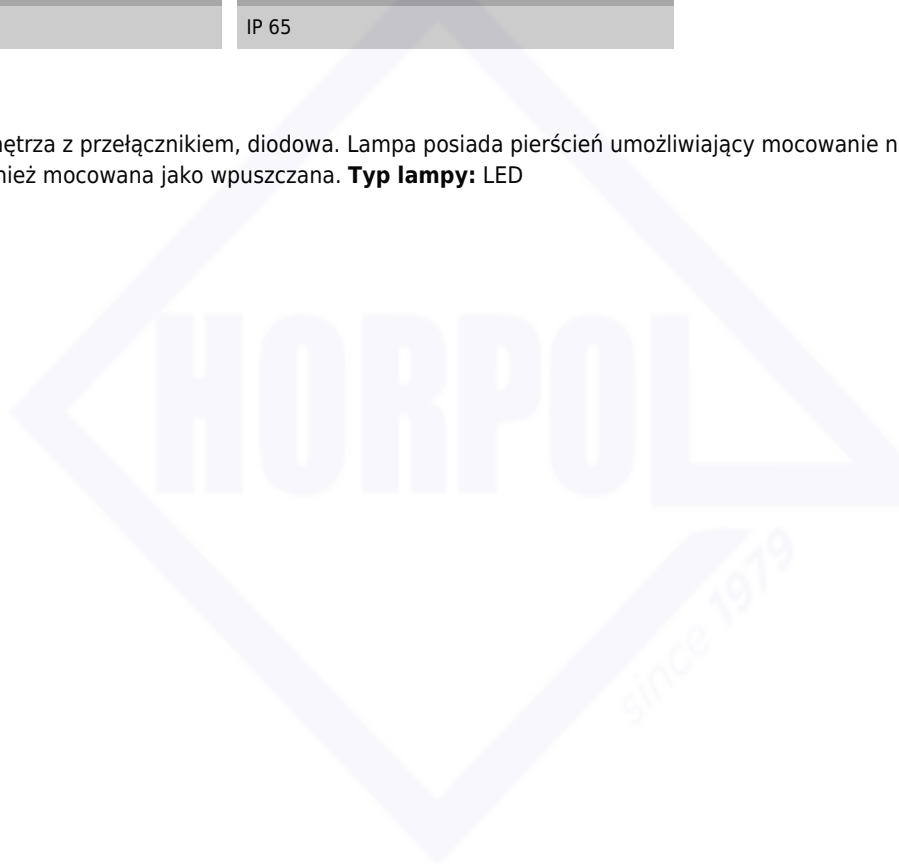 IP 65
nętrza z przełącznikiem, diodowa. Lampa posiada pierścień umożliwiający mocowanie n
nież mocowana jako wpuszczana. Typ lampy: LED
HORPOL
since 1979